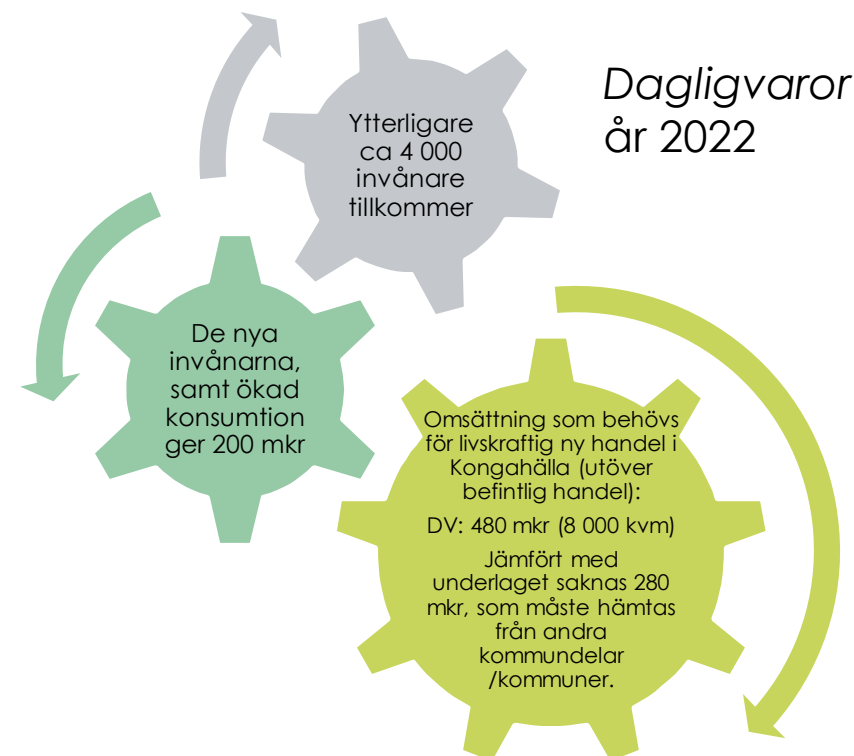 Dagligvaror
år 2022
Ytterligare
ca 4 000
invånare
tillkommer
De nya
invånarna,
samt ökad
konsumtion
ger 200 mkr
Omsättning som behövs
för livskraftig ny handel i
Kongahälla (utöver
befintlig handel):
DV: 480 mkr (8 000 kvm)
Jämfört med
underlaget saknas 280
mkr, som måste hämtas
från andra
kommundelar
/kommuner.